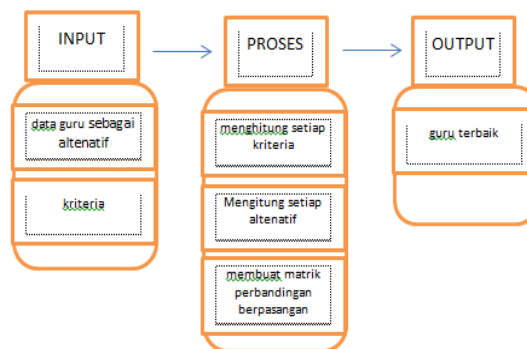 INPUT
PROSES
OUTPUT
data guru sebagai
altenatif
kriteria
menghitung setiap
kriteria
Mengitung setiap
altenatif
membuat matrik
perbandingan
berpasangan
guru terbaik